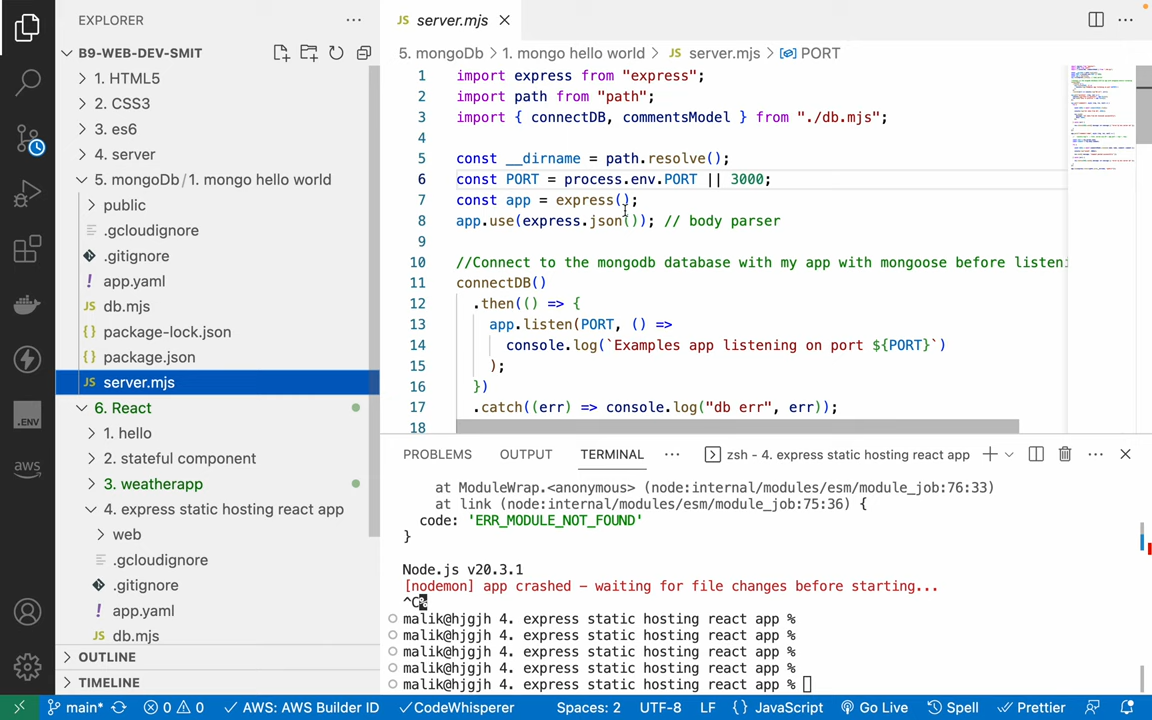 EXPLORER
B9-WEB-DEV-SMIT
1. HTML5
2. CSS3
3. es6
4. server
5. mongoDb / 1. mongo hello world
public
.gcloudignore
.gitignore
app.yaml
db.mjs
package-lock.json
package.json
server.mjs
6. React
1. hello
2. stateful component
3. weatherapp
4. express static hosting react app
web
.gcloudignore
.gitignore
app.yaml
db.mjs
OUTLINE
TIMELINE
.ENV
aws
JS server.mjs
5. mongoDb > 1. mongo hello world > JS server.mjs > PORT
1 import express from "express";
2 import path from "path";
3 import { connectDB, commentsModel } from "./db.mjs";
4
5 const __dirname = path.resolve();
6 const PORT = process.env.PORT || 3000;
7 const app = express();
8 app.use(express.json()); // body parser
9
10 //Connect to the mongodb database with my app with mongoose before listeni
11 connectDB()
12 .then(() => {
13 app.listen(PORT, () =>
14 console.log(`Examples app listening on port ${PORT}`)
15 );
16 })
17 .catch((err) => console.log("db err", err));
18
PROBLEMS OUTPUT TERMINAL ··· zsh - 4. express static hosting react app
at ModuleWrap.<anonymous> (node:internal/modules/esm/module_job:76:33)
at link (node:internal/modules/esm/module_job:75:36) {
code: 'ERR_MODULE_NOT_FOUND'
}
Node.js v20.3.1
[nodemon] app crashed - waiting for file changes before starting...
^C%
malik@hjgjh 4. express static hosting react app %
malik@hjgjh 4. express static hosting react app %
malik@hjgjh 4. express static hosting react app %
malik@hjgjh 4. express static hosting react app %
malik@hjgjh 4. express static hosting react app %
main* 0 0 AWS: AWS Builder ID CodeWhisperer Spaces: 2 UTF-8 LF {} JavaScript Go Live Spell Prettier